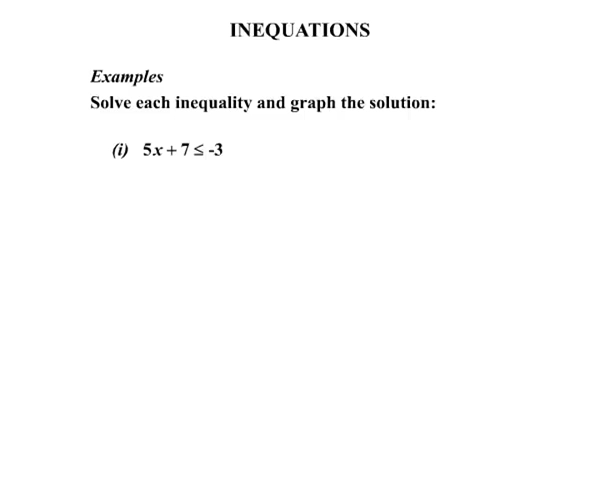 INEQUATIONS
Examples
Solve each inequality and graph the solution:
(i) 5x + 7 ≤ -3